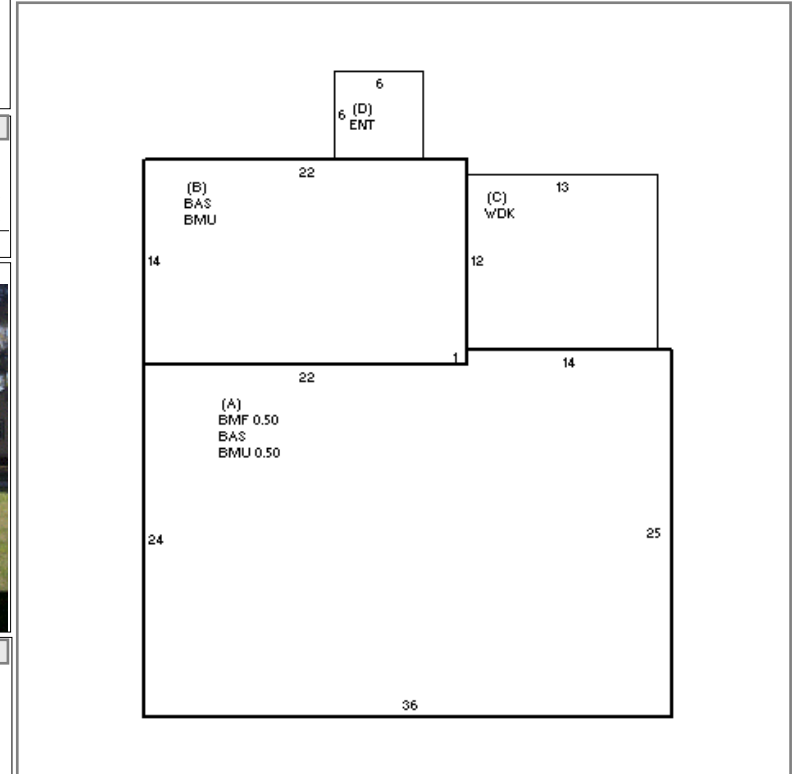 6
6 (D)
ENT
22
(B)
BAS
BMU
13
(C)
WDK
14
12
1
22
14
(A)
BMF 0.50
BAS
BMU 0.50
24
25
36